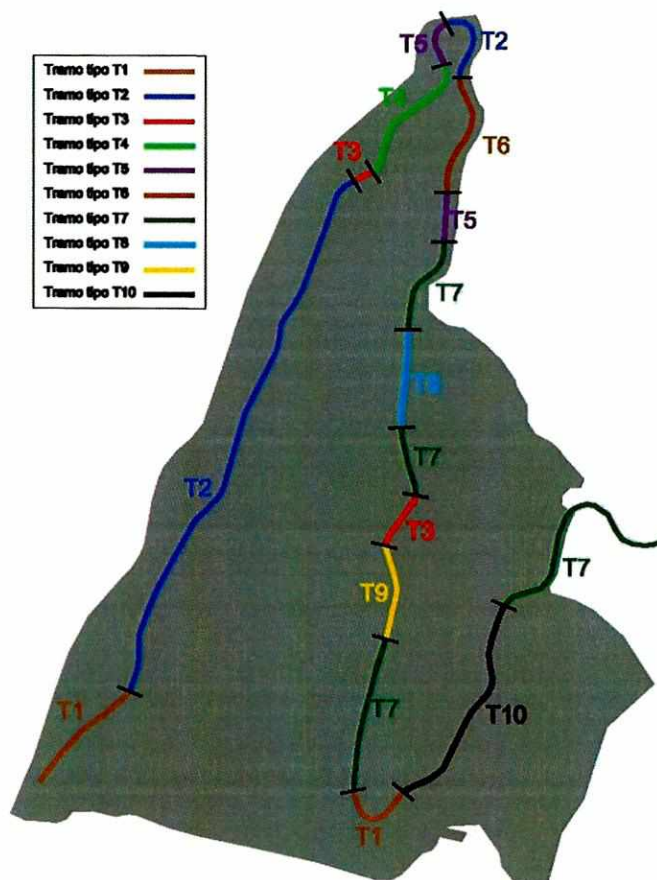 Tramo tipo T1
Tramo tipo T2
Tramo tipo T3
Tramo tipo T4
Tramo tipo T5
Tramo tipo T6
Tramo tipo T7
Tramo tipo T8
Tramo tipo T9
Tramo tipo T10
T5
T2
T4
T3
T6
T5
T7
T8
T7
T2
T3
T7
T9
T1
T7
T10
T1